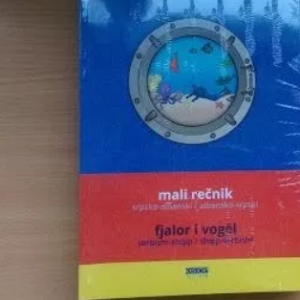 mali rečnik
srpsko-albanski / albansko-srpski
fjalor i vogël
serbisht-shqip / shqip-serbisht